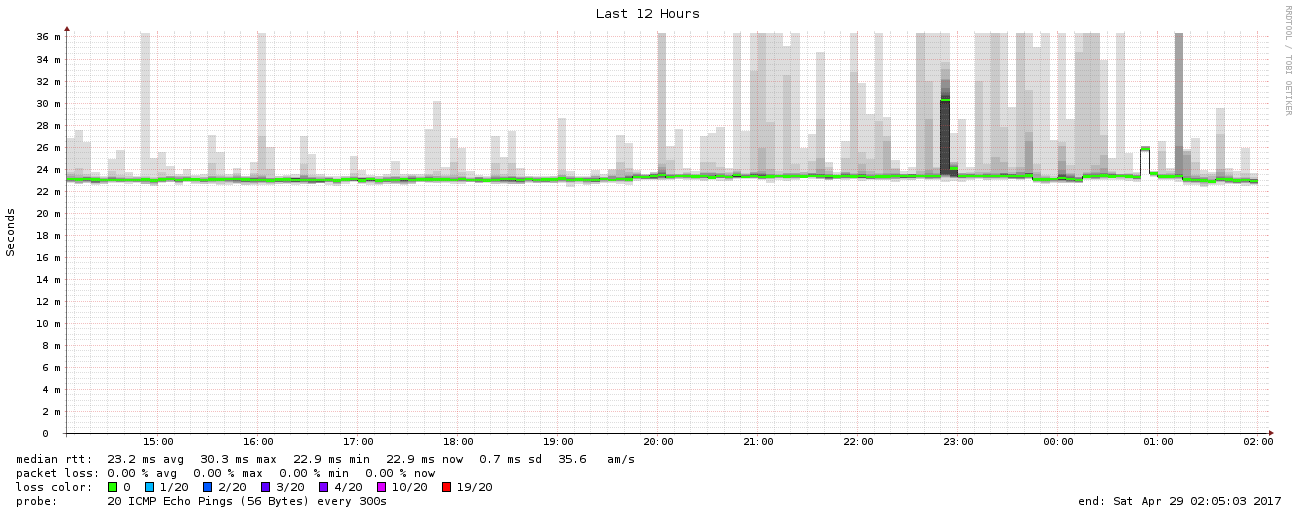 Last 12 Hours
RRDTOOL / TOBI OETIKER
Seconds
36 m
34 m
32 m
30 m
28 m
26 m
24 m
22 m
20 m
18 m
16 m
14 m
12 m
10 m
8 m
6 m
4 m
2 m
0
15:00 16:00 17:00 18:00 19:00 20:00 21:00 22:00 23:00 00:00 01:00 02:00
median rtt: 23.2 ms avg 30.3 ms max 22.9 ms min 22.9 ms now 0.7 ms sd 35.6 am/s
packet loss: 0.00 % avg 0.00 % max 0.00 % min 0.00 % now
loss color: 0 1/20 2/20 3/20 4/20 10/20 19/20
probe: 20 ICMP Echo Pings (56 Bytes) every 300s end: Sat Apr 29 02:05:03 2017